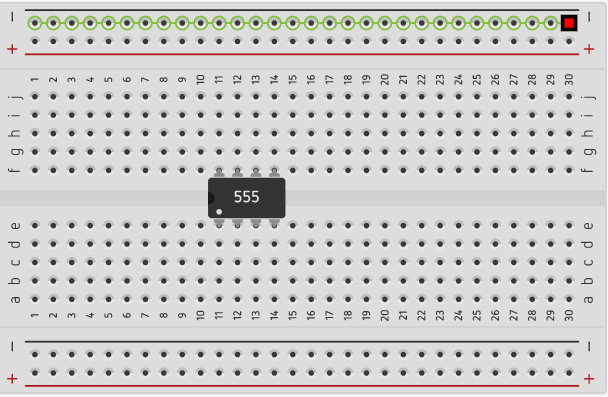 − −
+ +
1 2 3 4 5 6 7 8 9 10 11 12 13 14 15 16 17 18 19 20 21 22 23 24 25 26 27 28 29 30
j j
i i
h h
g g
f f
555
e e
d d
c c
b b
a a
1 2 3 4 5 6 7 8 9 10 11 12 13 14 15 16 17 18 19 20 21 22 23 24 25 26 27 28 29 30
− −
+ +